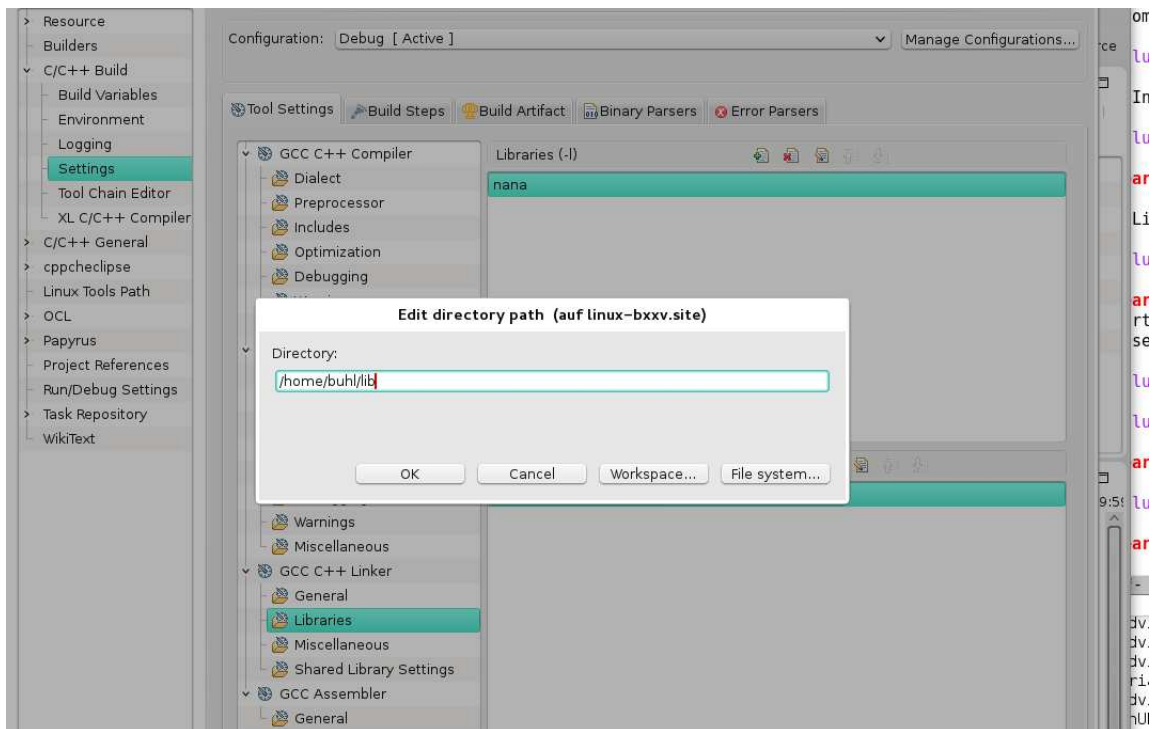 Resource
Builders
C/C++ Build
Build Variables
Environment
Logging
Settings
Tool Chain Editor
XL C/C++ Compiler
C/C++ General
cppcheclipse
Linux Tools Path
OCL
Papyrus
Project References
Run/Debug Settings
Task Repository
WikiText
Configuration: Debug [ Active ] Manage Configurations...
Tool Settings Build Steps Build Artifact Binary Parsers Error Parsers
GCC C++ Compiler
Dialect
Preprocessor
Includes
Optimization
Debugging
Libraries (-l)
nana
Edit directory path (auf linux-bxxv.site)
Directory:
/home/buhl/lib
OK Cancel Workspace... File system...
Warnings
Miscellaneous
GCC C++ Linker
General
Libraries
Miscellaneous
Shared Library Settings
GCC Assembler
General